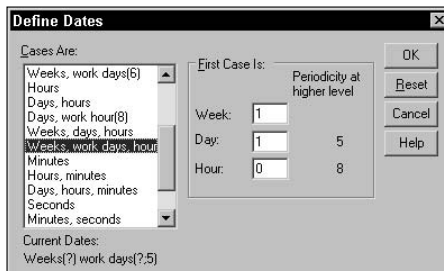 Define Dates
Cases Are:
Weeks, work days(6)
Hours
Days, hours
Days, work hour(8)
Weeks, days, hours
Weeks, work days, hour
Minutes
Hours, minutes
Days, hours, minutes
Seconds
Minutes, seconds
Current Dates:
Weeks(?) work days(?;5)
First Case Is:
Periodicity at
higher level
Week: 1
Day: 1 5
Hour: 0 8
OK
Reset
Cancel
Help